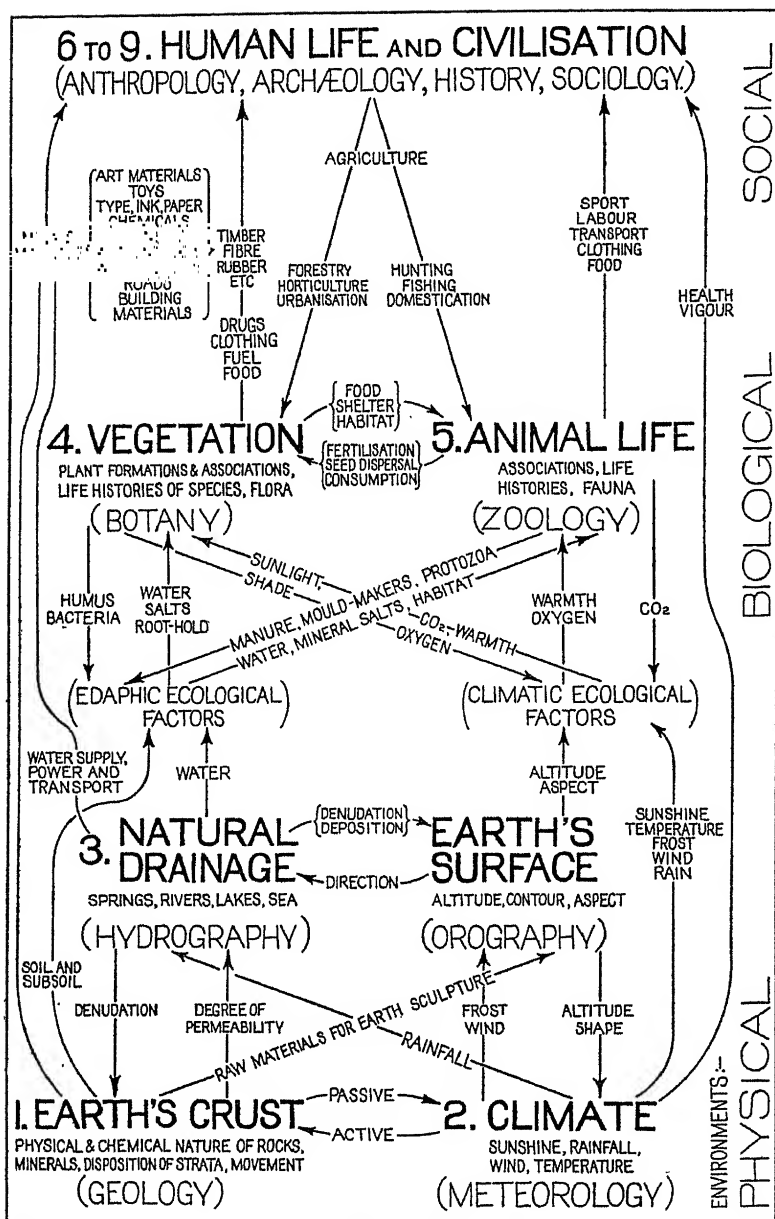 6 TO 9. HUMAN LIFE AND CIVILISATION
(ANTHROPOLOGY, ARCHÆOLOGY, HISTORY, SOCIOLOGY.)
AGRICULTURE
ART MATERIALS
TOYS
TYPE, INK, PAPER
CHEMICALS
ROADS
BUILDING
MATERIALS
TIMBER
FIBRE
RUBBER
ETC
DRUGS
CLOTHING
FUEL
FOOD
FORESTRY
HORTICULTURE
URBANISATION
HUNTING
FISHING
DOMESTICATION
SPORT
LABOUR
TRANSPORT
CLOTHING
FOOD
HEALTH
VIGOUR
SOCIAL
4. VEGETATION
PLANT FORMATIONS & ASSOCIATIONS,
LIFE HISTORIES OF SPECIES, FLORA
(BOTANY)
FOOD
SHELTER
HABITAT
FERTILISATION
SEED DISPERSAL
CONSUMPTION
5. ANIMAL LIFE
ASSOCIATIONS, LIFE
HISTORIES, FAUNA
(ZOOLOGY)
BIOLOGICAL
HUMUS
BACTERIA
WATER
SALTS
ROOT-HOLD
SUNLIGHT, CO₂, WARMTH
SHADE OXYGEN
MANURE, MOULD-MAKERS, PROTOZOA
WATER, MINERAL SALTS, HABITAT
WARMTH
OXYGEN
CO₂
(EDAPHIC ECOLOGICAL
FACTORS)
(CLIMATIC ECOLOGICAL
FACTORS)
WATER SUPPLY,
POWER AND
TRANSPORT
WATER
ALTITUDE
ASPECT
SUNSHINE
TEMPERATURE
FROST
WIND
RAIN
3. NATURAL
DRAINAGE
SPRINGS, RIVERS, LAKES, SEA
(HYDROGRAPHY)
DENUDATION
DEPOSITION
DIRECTION
EARTH'S
SURFACE
ALTITUDE, CONTOUR, ASPECT
(OROGRAPHY)
SOIL AND
SUBSOIL
DENUDATION
DEGREE OF
PERMEABILITY
RAW MATERIALS FOR EARTH SCULPTURE
RAINFALL
FROST
WIND
ALTITUDE
SHAPE
1. EARTH'S CRUST
PHYSICAL & CHEMICAL NATURE OF ROCKS,
MINERALS, DISPOSITION OF STRATA, MOVEMENT
(GEOLOGY)
PASSIVE
ACTIVE
2. CLIMATE
SUNSHINE, RAINFALL,
WIND, TEMPERATURE
(METEOROLOGY)
ENVIRONMENTS:—
PHYSICAL